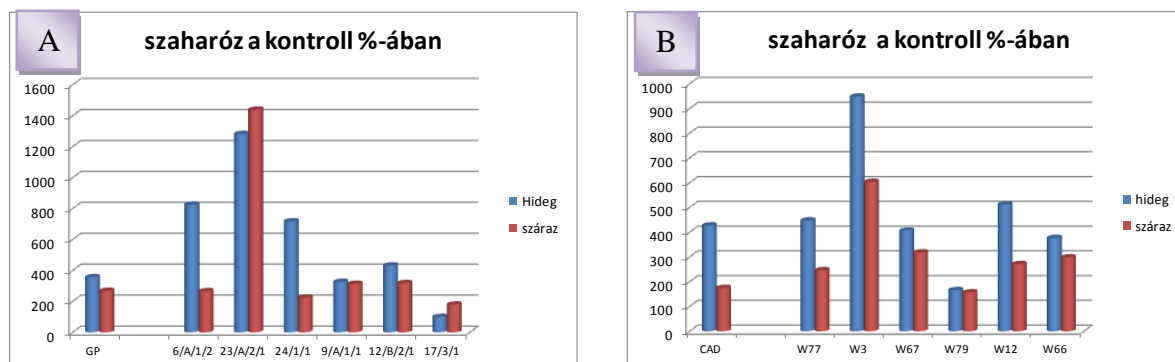 A
szaharóz a kontroll %-ában
1600
1400
1200
1000
800
600
400
200
0
GP 6/A/1/2 23/A/2/1 24/1/1 9/A/1/1 12/B/2/1 17/3/1
Hideg
száraz
B
szaharóz a kontroll %-ában
1000
900
800
700
600
500
400
300
200
100
0
CAD W77 W3 W67 W79 W12 W66
hideg
száraz